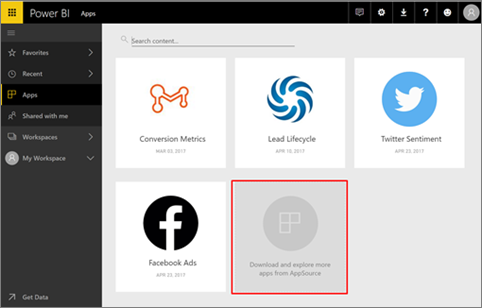 Power BI Apps
Search content...
Favorites
Recent
Apps
Shared with me
Workspaces
My Workspace
Get Data
Conversion Metrics
MAR 03, 2017
Lead Lifecycle
APR 10, 2017
Twitter Sentiment
APR 23, 2017
Facebook Ads
APR 23, 2017
Download and explore more
apps from AppSource